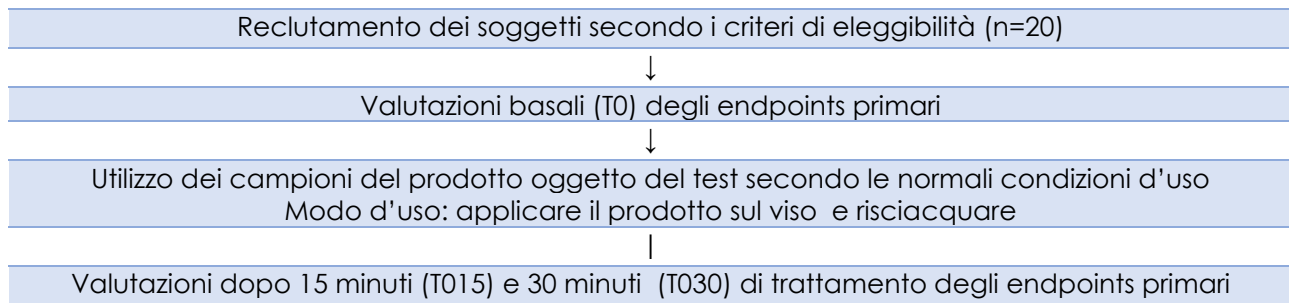 Reclutamento dei soggetti secondo i criteri di eleggibilità (n=20)
↓
Valutazioni basali (T0) degli endpoints primari
↓
Utilizzo dei campioni del prodotto oggetto del test secondo le normali condizioni d’uso
Modo d’uso: applicare il prodotto sul viso  e risciacquare
|
Valutazioni dopo 15 minuti (T015) e 30 minuti  (T030) di trattamento degli endpoints primari